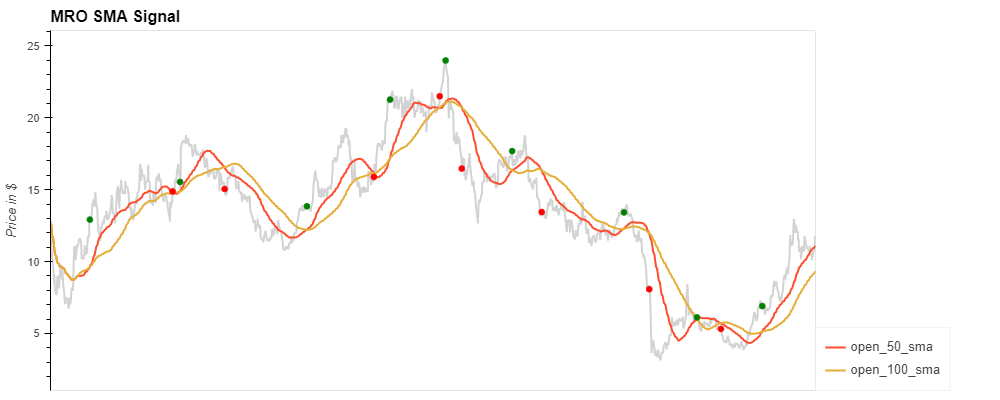 MRO SMA Signal
25
20
15
10
5
Price in $
open_50_sma
open_100_sma